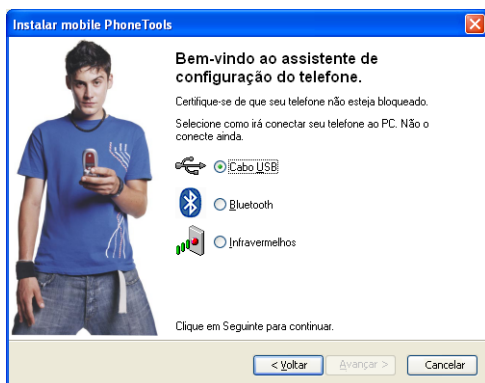 Instalar mobile PhoneTools
Bem-vindo ao assistente de
configuração do telefone.
Certifique-se de que seu telefone não esteja bloqueado.
Selecione como irá conectar seu telefone ao PC. Não o
conecte ainda.
Cabo USB
Bluetooth
Infravermelhos
Clique em Seguinte para continuar.
< Voltar
Avançar >
Cancelar